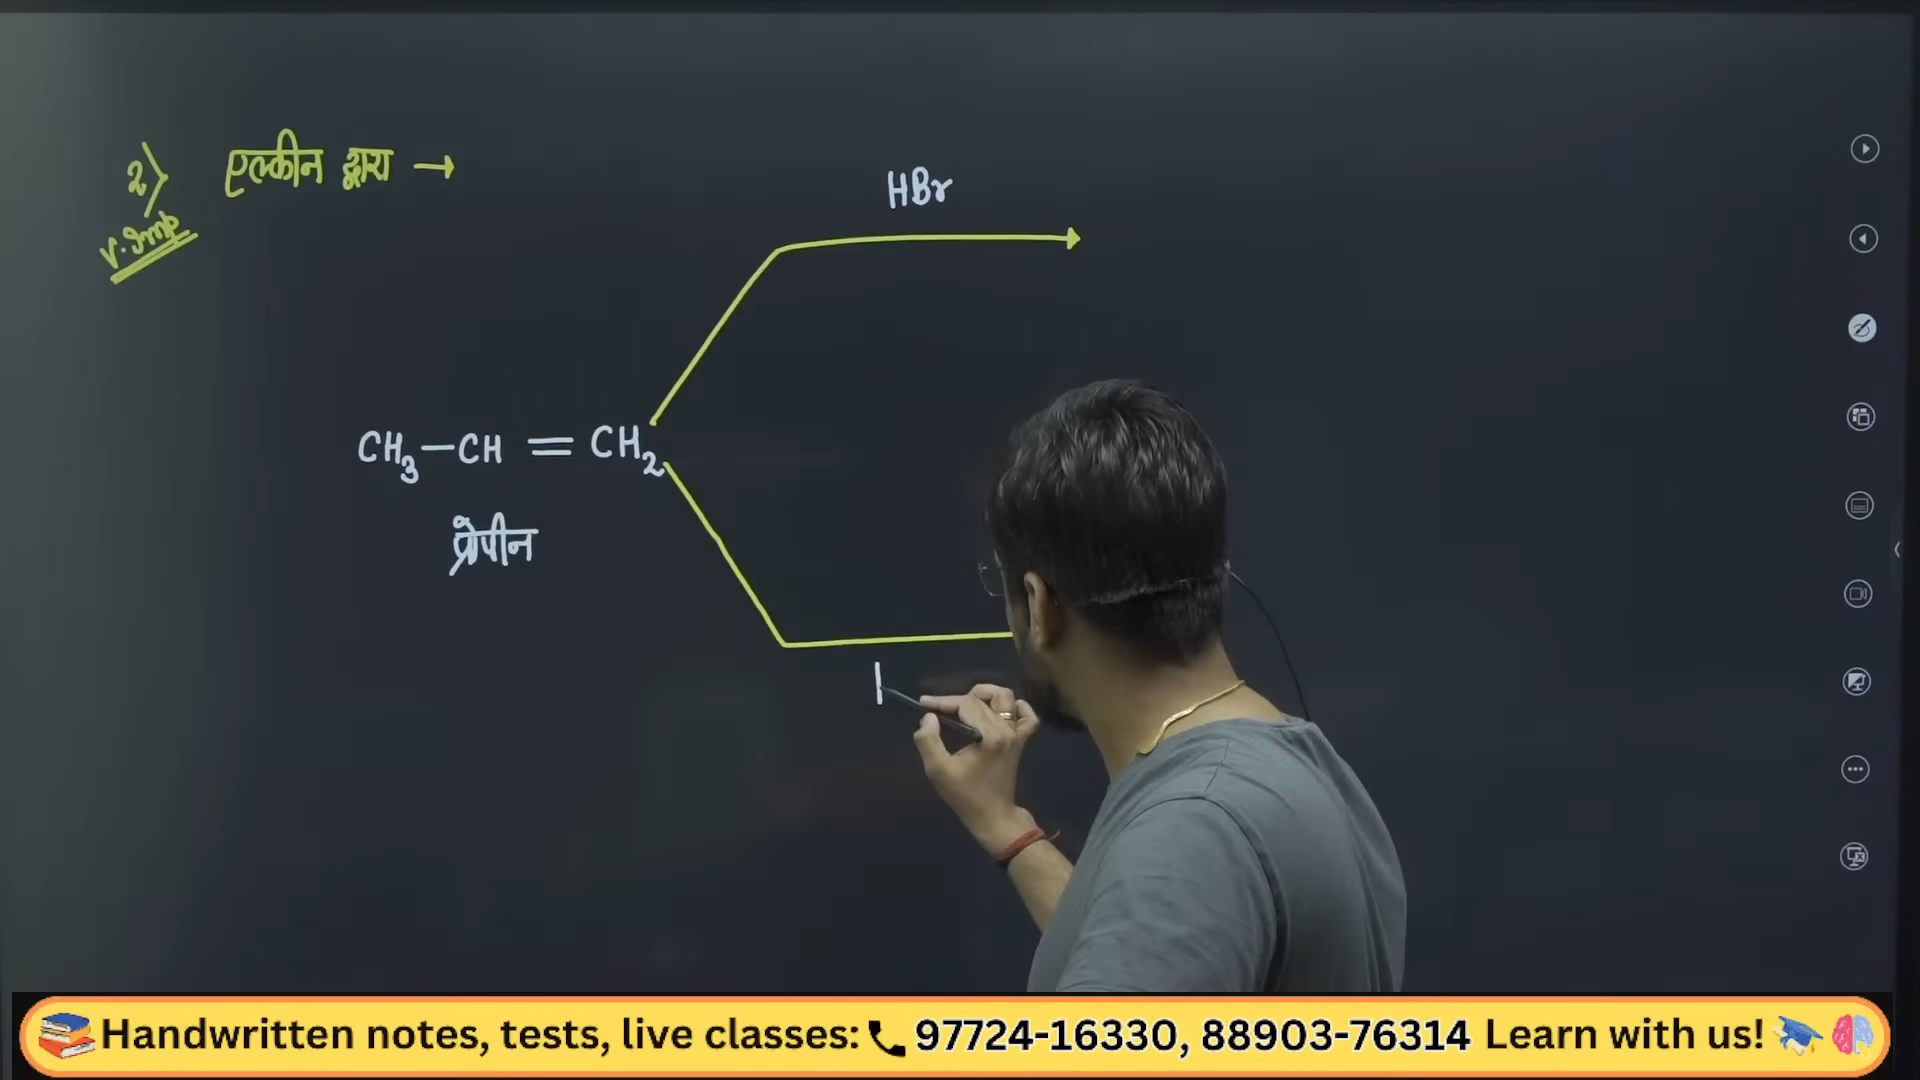 2) एल्कीन द्वारा →
v.Imp
HBr
CH₃—CH = CH₂
प्रोपीन
Handwritten notes, tests, live classes: 97724-16330, 88903-76314 Learn with us!